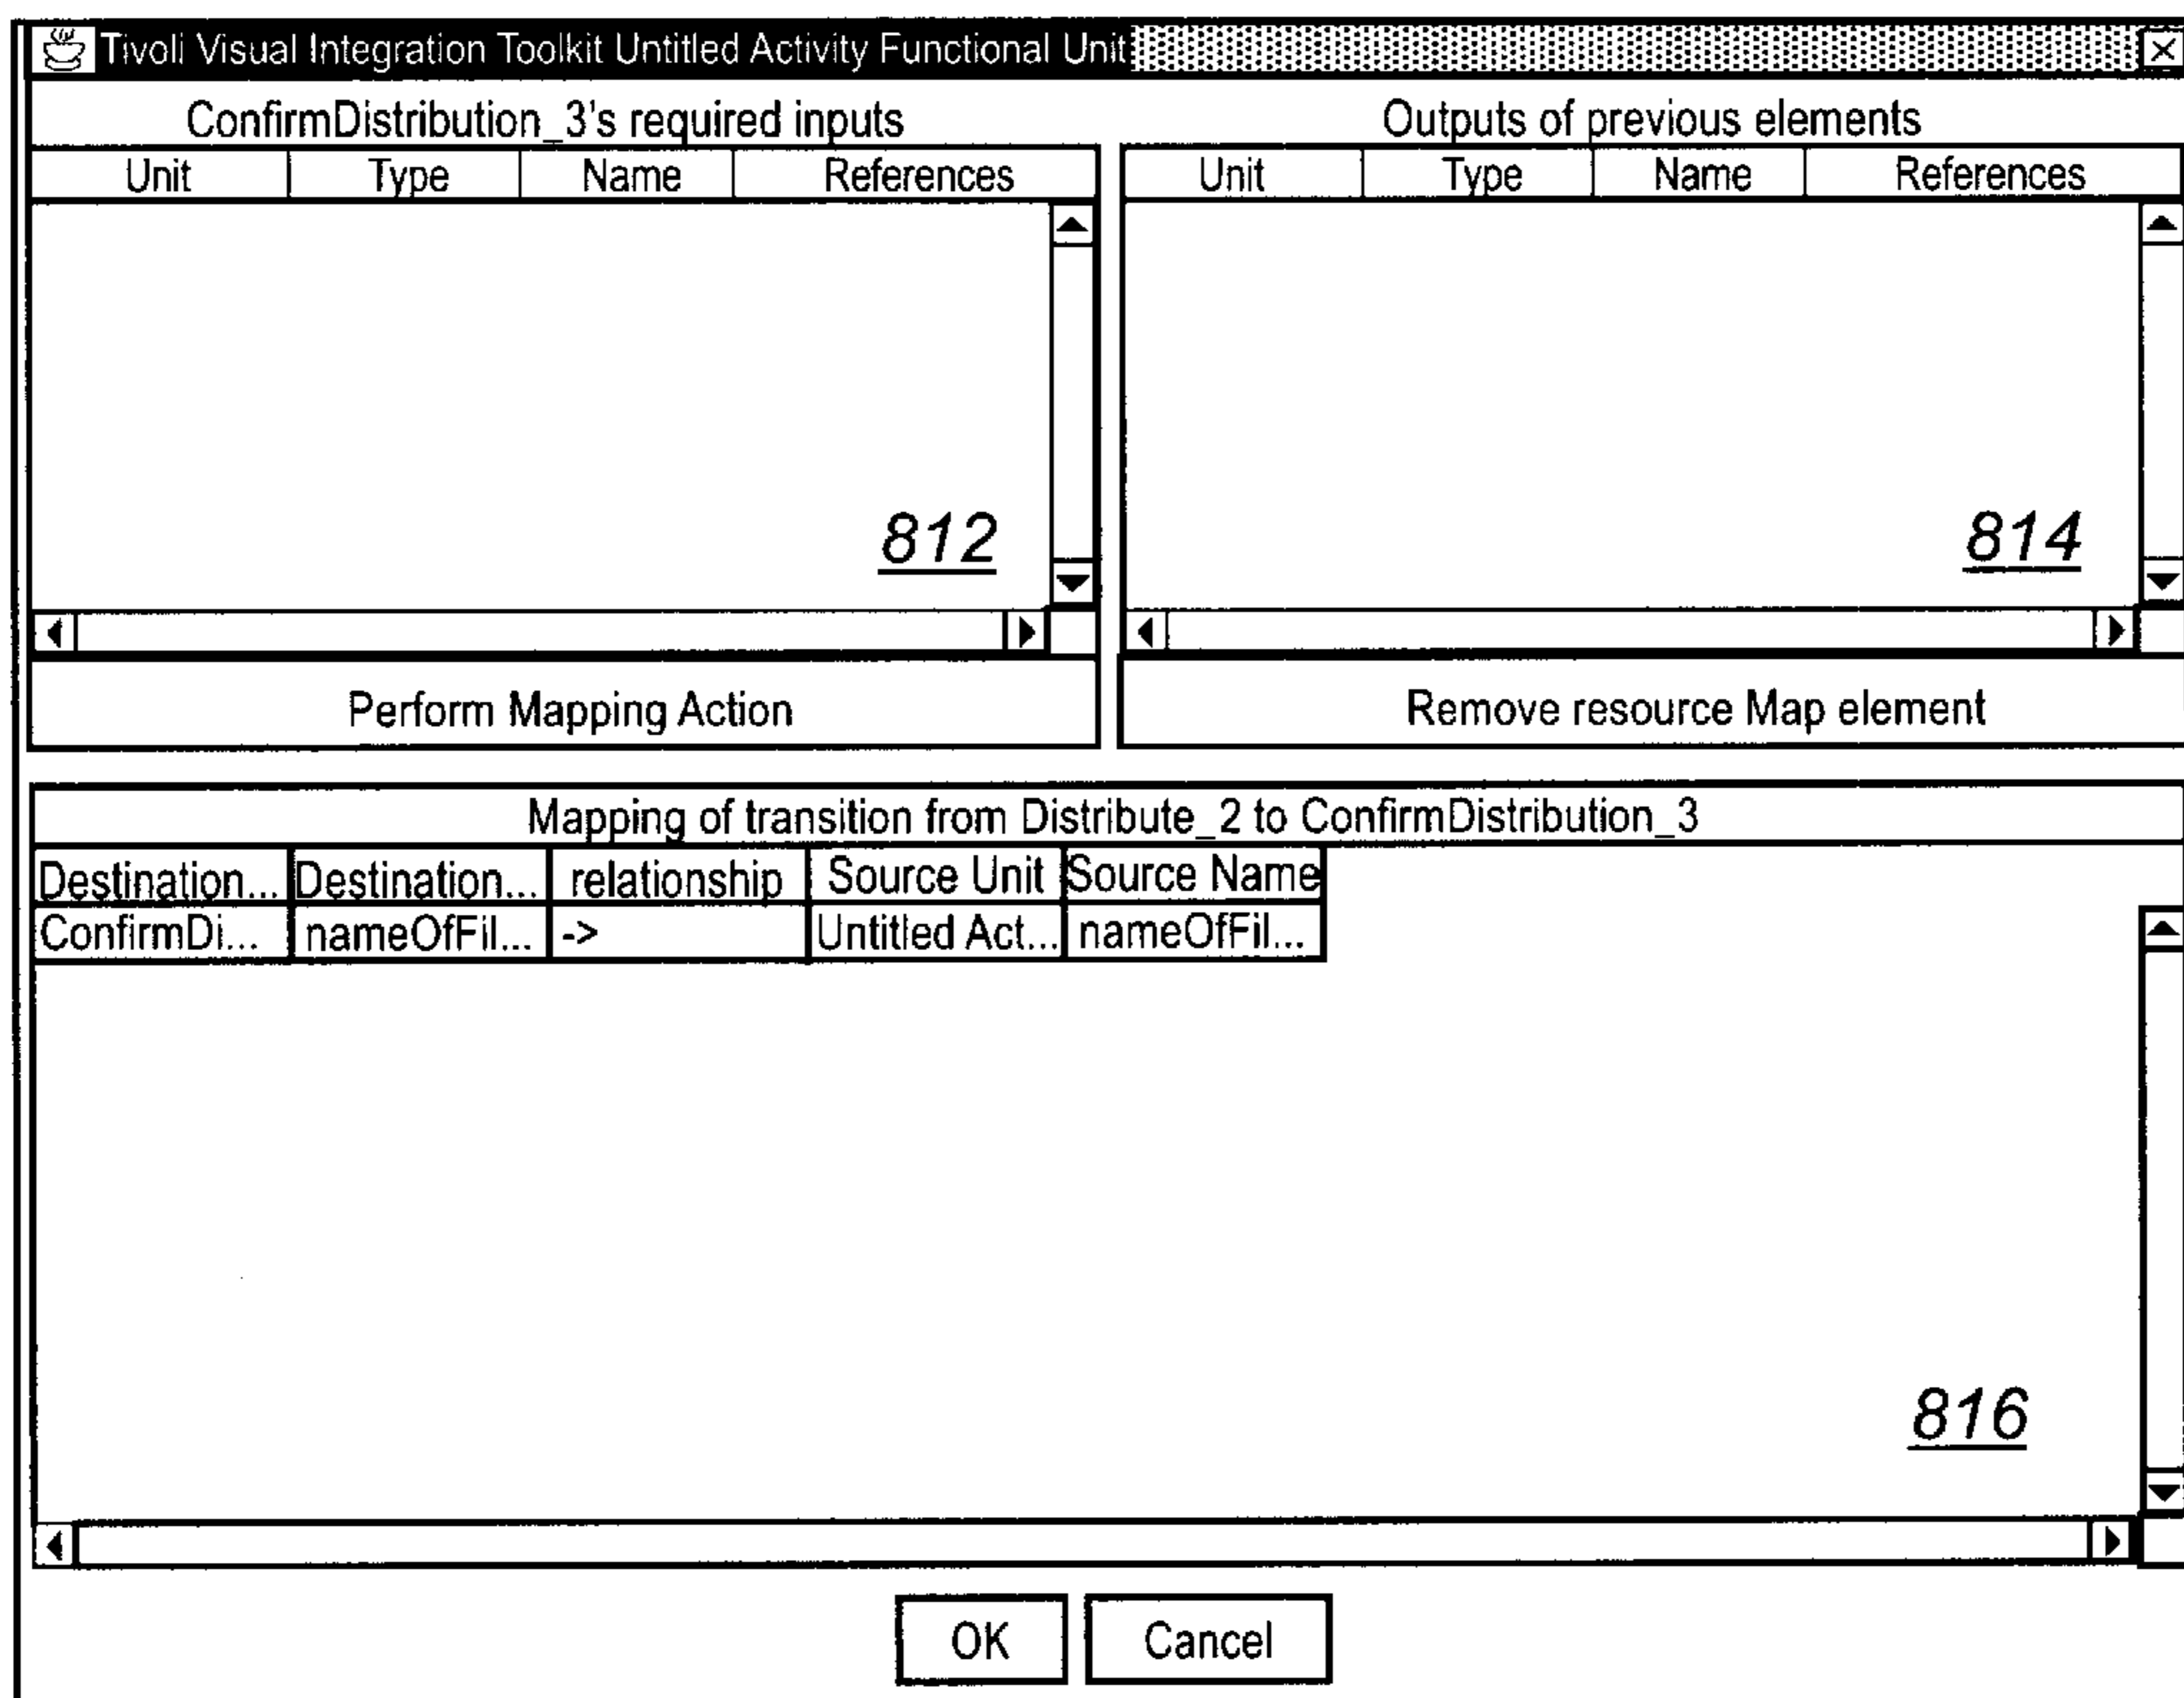 Tivoli Visual Integration Toolkit Untitled Activity Functional Unit
ConfirmDistribution_3's required inputs
Outputs of previous elements
Unit Type Name References
Unit Type Name References
812
814
Perform Mapping Action
Remove resource Map element
Mapping of transition from Distribute_2 to ConfirmDistribution_3
Destination... Destination... relationship Source Unit Source Name
ConfirmDi... nameOfFil... -> Untitled Act... nameOfFil...
816
OK Cancel